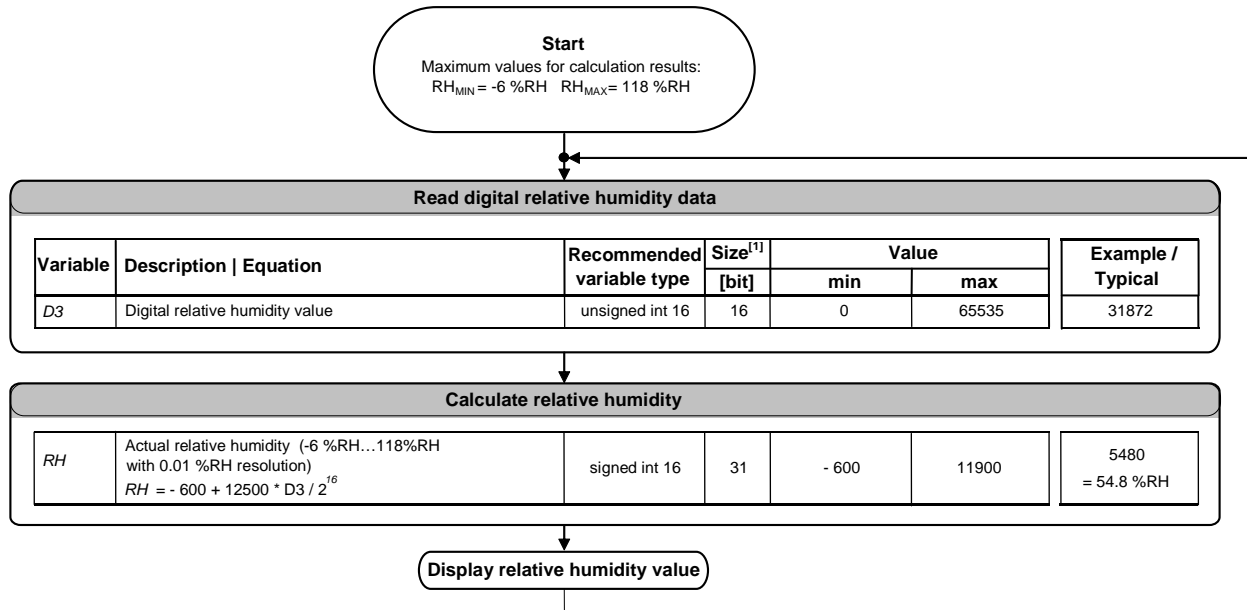 Start
Maximum values for calculation results:
RHMIN = -6 %RH RHMAX= 118 %RH
Read digital relative humidity data
Variable Description | Equation Recommended variable type Size[1] [bit] Value min max Example / Typical
D3 Digital relative humidity value unsigned int 16 16 0 65535 31872
Calculate relative humidity
RH Actual relative humidity (-6 %RH…118%RH
with 0.01 %RH resolution)
RH = - 600 + 12500 * D3 / 2^16
signed int 16 31 - 600 11900 5480
= 54.8 %RH
Display relative humidity value